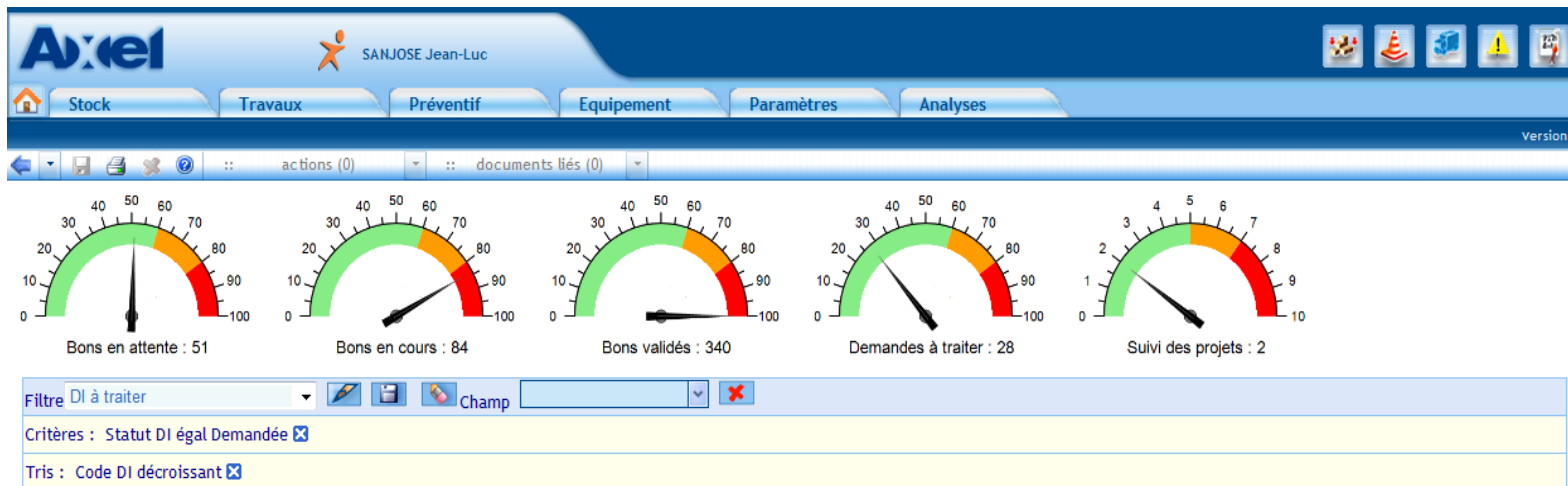 Axel
SANJOSE Jean-Luc
Stock Travaux Préventif Equipement Paramètres Analyses
Version
:: actions (0) :: documents liés (0)
0 10 20 30 40 50 60 70 80 90 100
0 10 20 30 40 50 60 70 80 90 100
0 10 20 30 40 50 60 70 80 90 100
0 10 20 30 40 50 60 70 80 90 100
0 1 2 3 4 5 6 7 8 9 10
Bons en attente : 51
Bons en cours : 84
Bons validés : 340
Demandes à traiter : 28
Suivi des projets : 2
Filtre DI à traiter Champ
Critères : Statut DI égal Demandée
Tris : Code DI décroissant